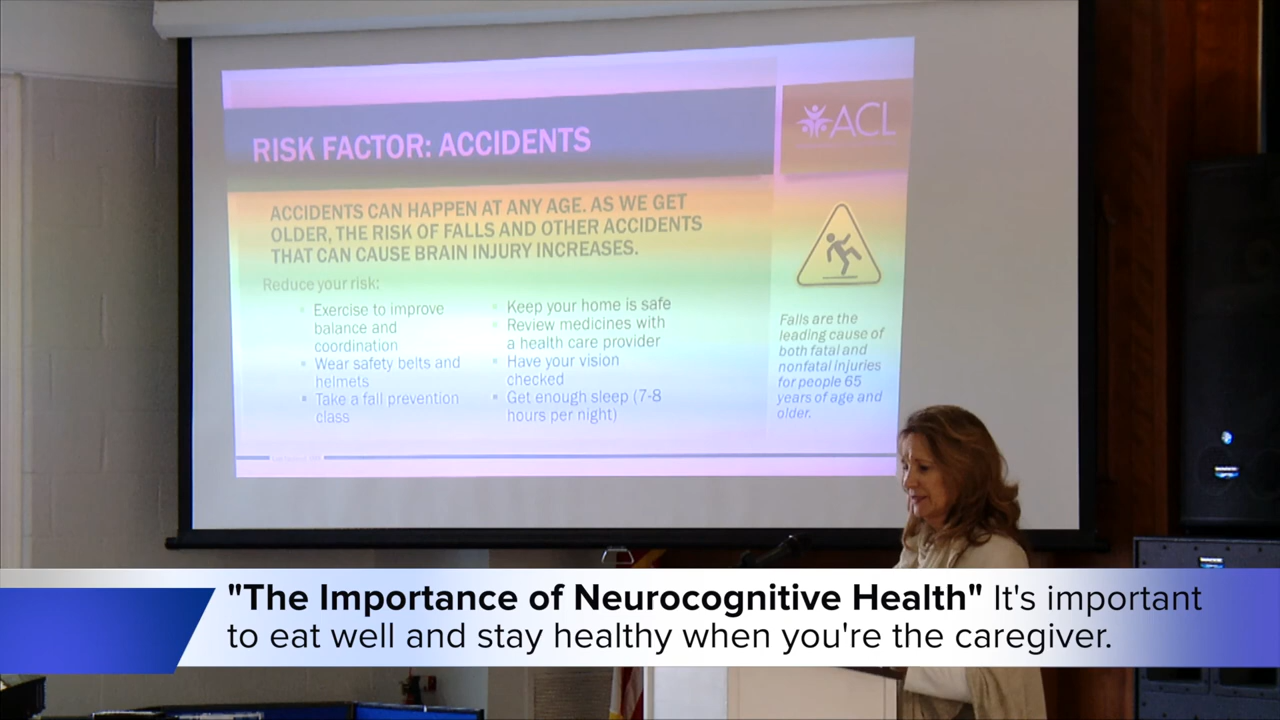 RISK FACTOR: ACCIDENTS
ACL
ACCIDENTS CAN HAPPEN AT ANY AGE. AS WE GET
OLDER, THE RISK OF FALLS AND OTHER ACCIDENTS
THAT CAN CAUSE BRAIN INJURY INCREASES.
Reduce your risk:
Exercise to improve
balance and
coordination
Wear safety belts and
helmets
Take a fall prevention
class
Keep your home is safe
Review medicines with
a health care provider
Have your vision
checked
Get enough sleep (7-8
hours per night)
Falls are the
leading cause of
both fatal and
nonfatal injuries
for people 65
years of age and
older.
"The Importance of Neurocognitive Health" It's important
to eat well and stay healthy when you're the caregiver.